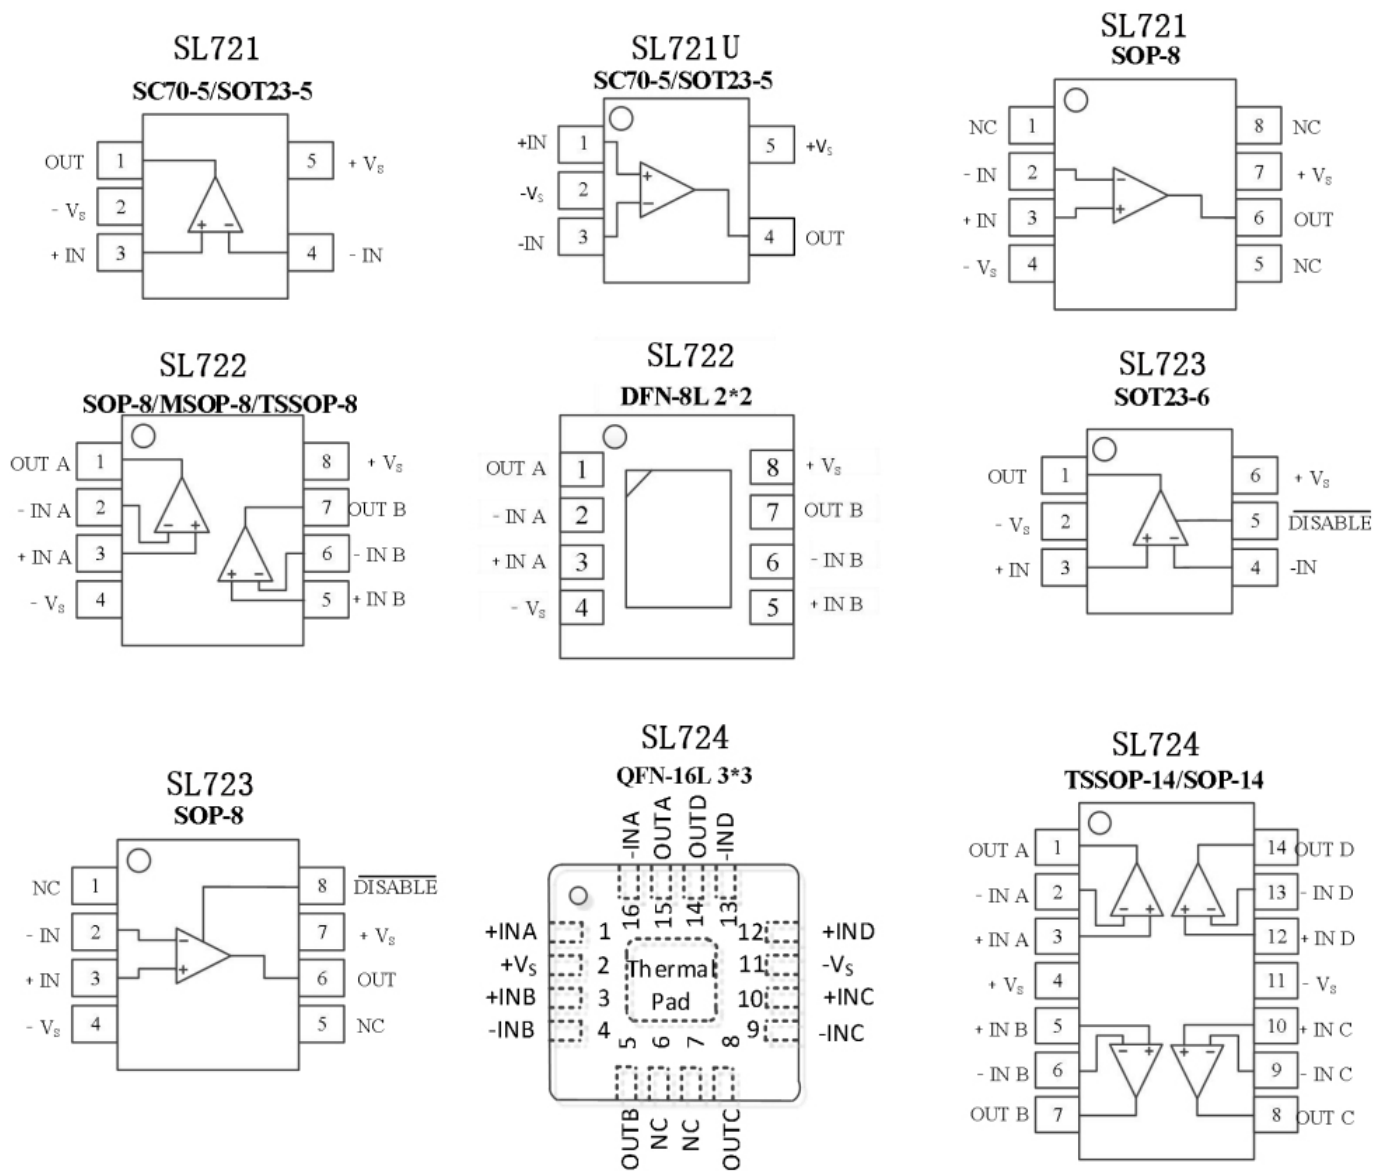 SL721
SC70-5/SOT23-5
OUT 1 5 + VS
- VS 2
+ IN 3 4 - IN
+ -
SL721U
SC70-5/SOT23-5
+IN 1 5 +VS
-VS 2
-IN 3 4 OUT
+
-
SL721
SOP-8
NC 1 8 NC
- IN 2 7 + VS
+ IN 3 6 OUT
- VS 4 5 NC
-
+
SL722
SOP-8/MSOP-8/TSSOP-8
OUT A 1 8 + VS
- IN A 2 7 OUT B
+ IN A 3 6 - IN B
- VS 4 5 + IN B
- +
+ -
SL722
DFN-8L 2*2
OUT A 1 8 + VS
- IN A 2 7 OUT B
+ IN A 3 6 - IN B
- VS 4 5 + IN B
SL723
SOT23-6
OUT 1 6 + VS
- VS 2 5 DISABLE
+ IN 3 4 -IN
+ -
SL723
SOP-8
NC 1 8 DISABLE
- IN 2 7 + VS
+ IN 3 6 OUT
- VS 4 5 NC
-
+
SL724
QFN-16L 3*3
-INA OUTA OUTD -IND
16 15 14 13
+INA 1 12 +IND
+VS 2 11 -VS
+INB 3 10 +INC
-INB 4 9 -INC
Thermal
Pad
5 6 7 8
OUTB NC NC OUTC
SL724
TSSOP-14/SOP-14
OUT A 1 14 OUT D
- IN A 2 13 - IN D
+ IN A 3 12 + IN D
+ VS 4 11 - VS
+ IN B 5 10 + IN C
- IN B 6 9 - IN C
OUT B 7 8 OUT C
- + + -
- + + -